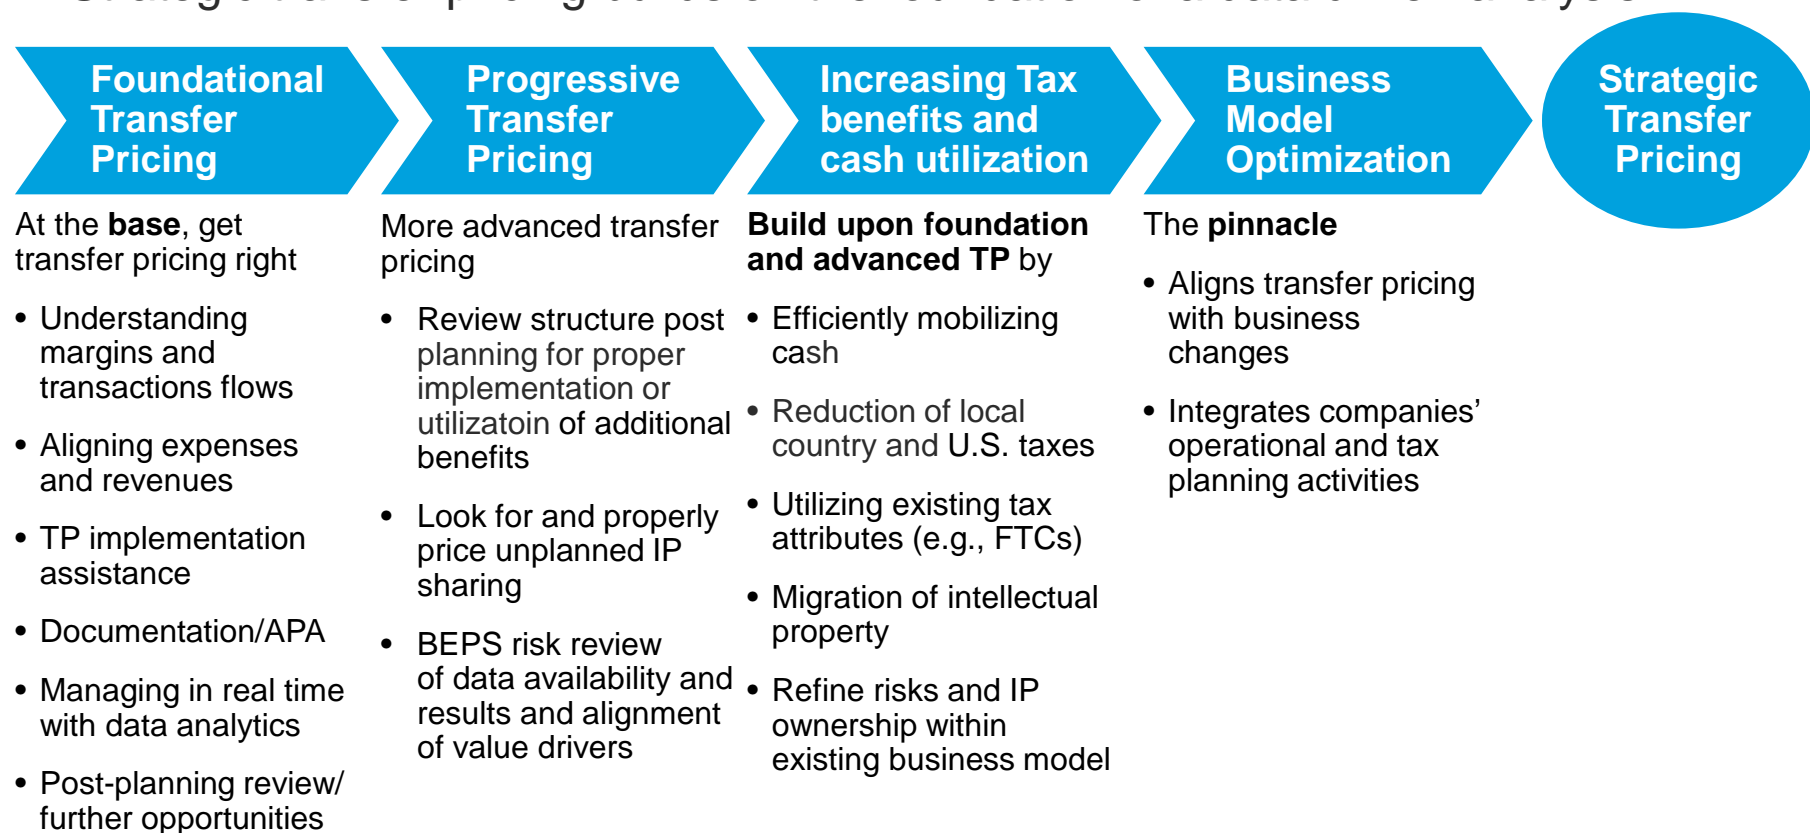 Foundational
Transfer
Pricing
At the base, get
transfer pricing right
• Understanding
margins and
transactions flows
• Aligning expenses
and revenues
• TP implementation
assistance
• Documentation/APA
• Managing in real time
with data analytics
• Post-planning review/
further opportunities
Progressive
Transfer
Pricing
More advanced transfer
pricing
• Review structure post
planning for proper
implementation or
utilizatoin of additional
benefits
• Look for and properly
price unplanned IP
sharing
• BEPS risk review
of data availability and
results and alignment
of value drivers
Increasing Tax
benefits and
cash utilization
Build upon foundation
and advanced TP by
• Efficiently mobilizing
cash
• Reduction of local
country and U.S. taxes
• Utilizing existing tax
attributes (e.g., FTCs)
• Migration of intellectual
property
• Refine risks and IP
ownership within
existing business model
Business
Model
Optimization
The pinnacle
• Aligns transfer pricing
with business
changes
• Integrates companies’
operational and tax
planning activities
Strategic
Transfer
Pricing